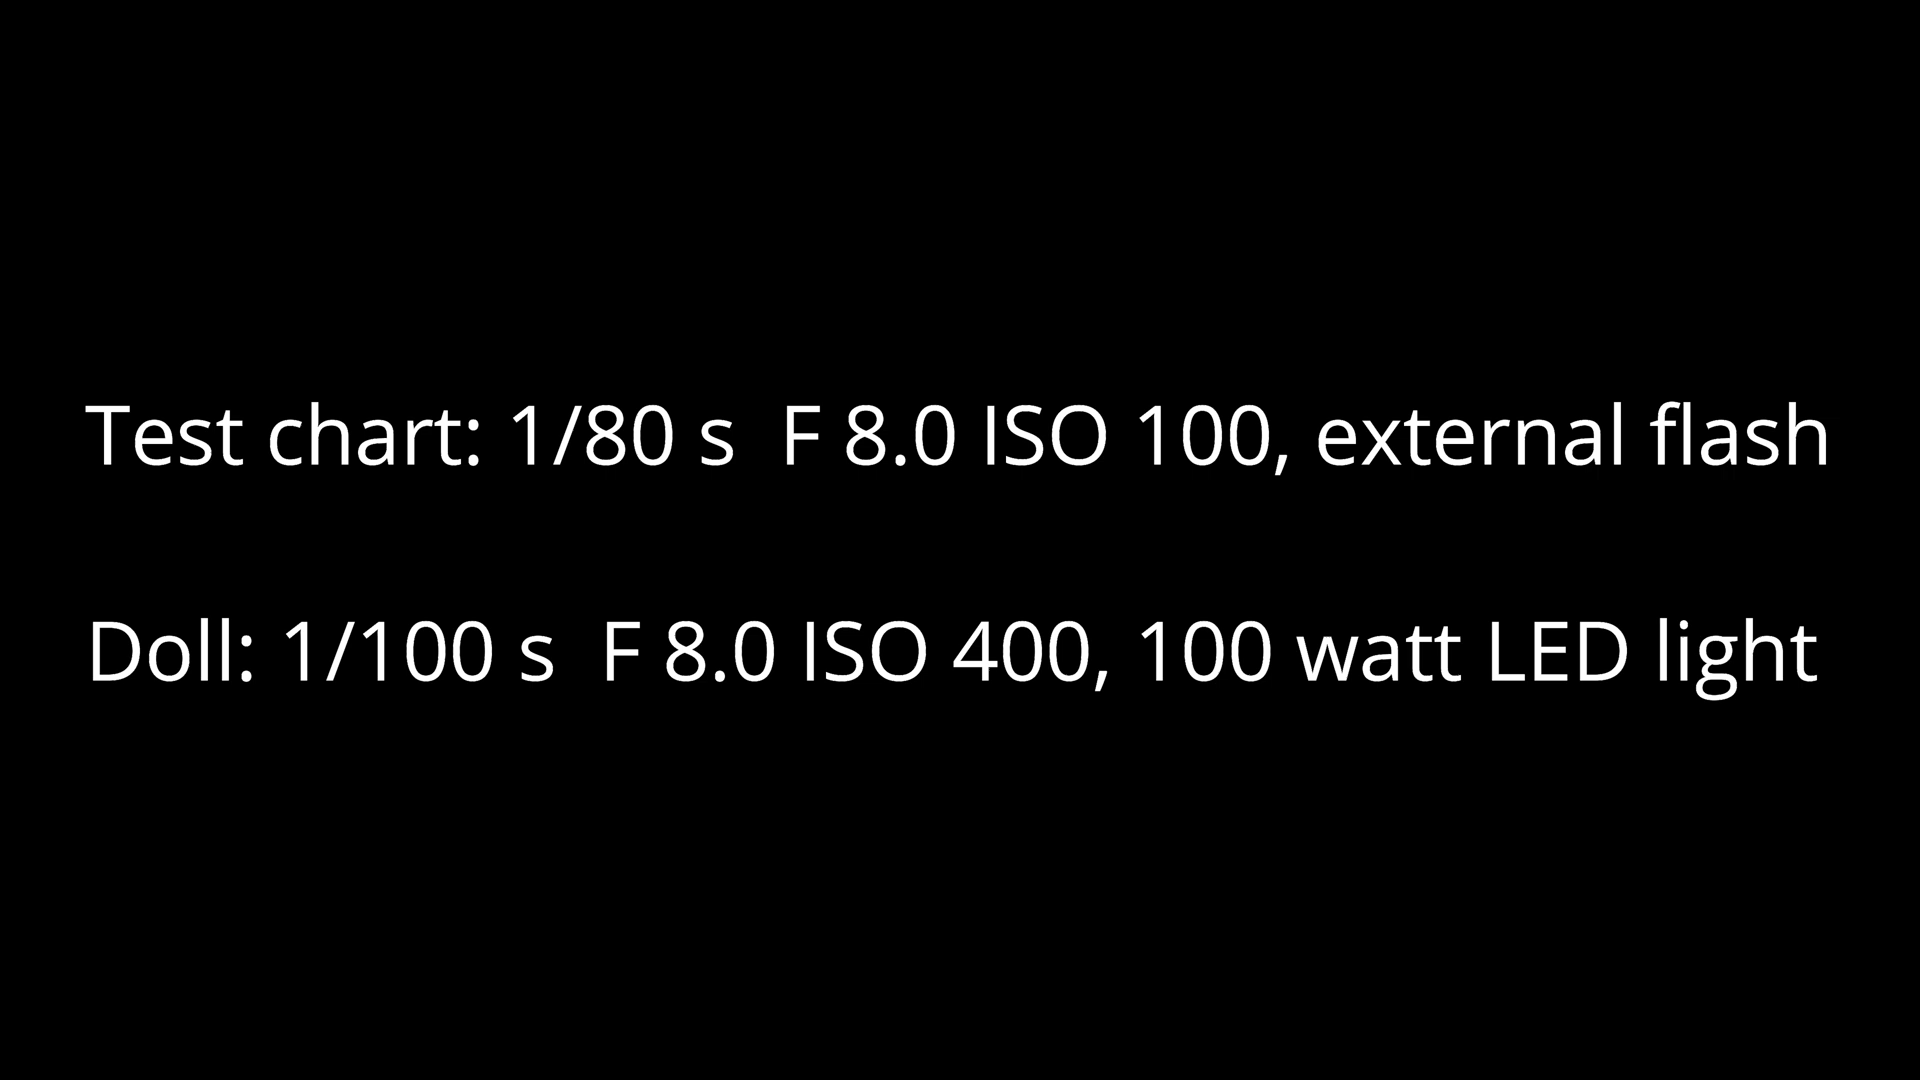 Test chart: 1/80 s  F 8.0 ISO 100, external flash
Doll: 1/100 s  F 8.0 ISO 400, 100 watt LED light